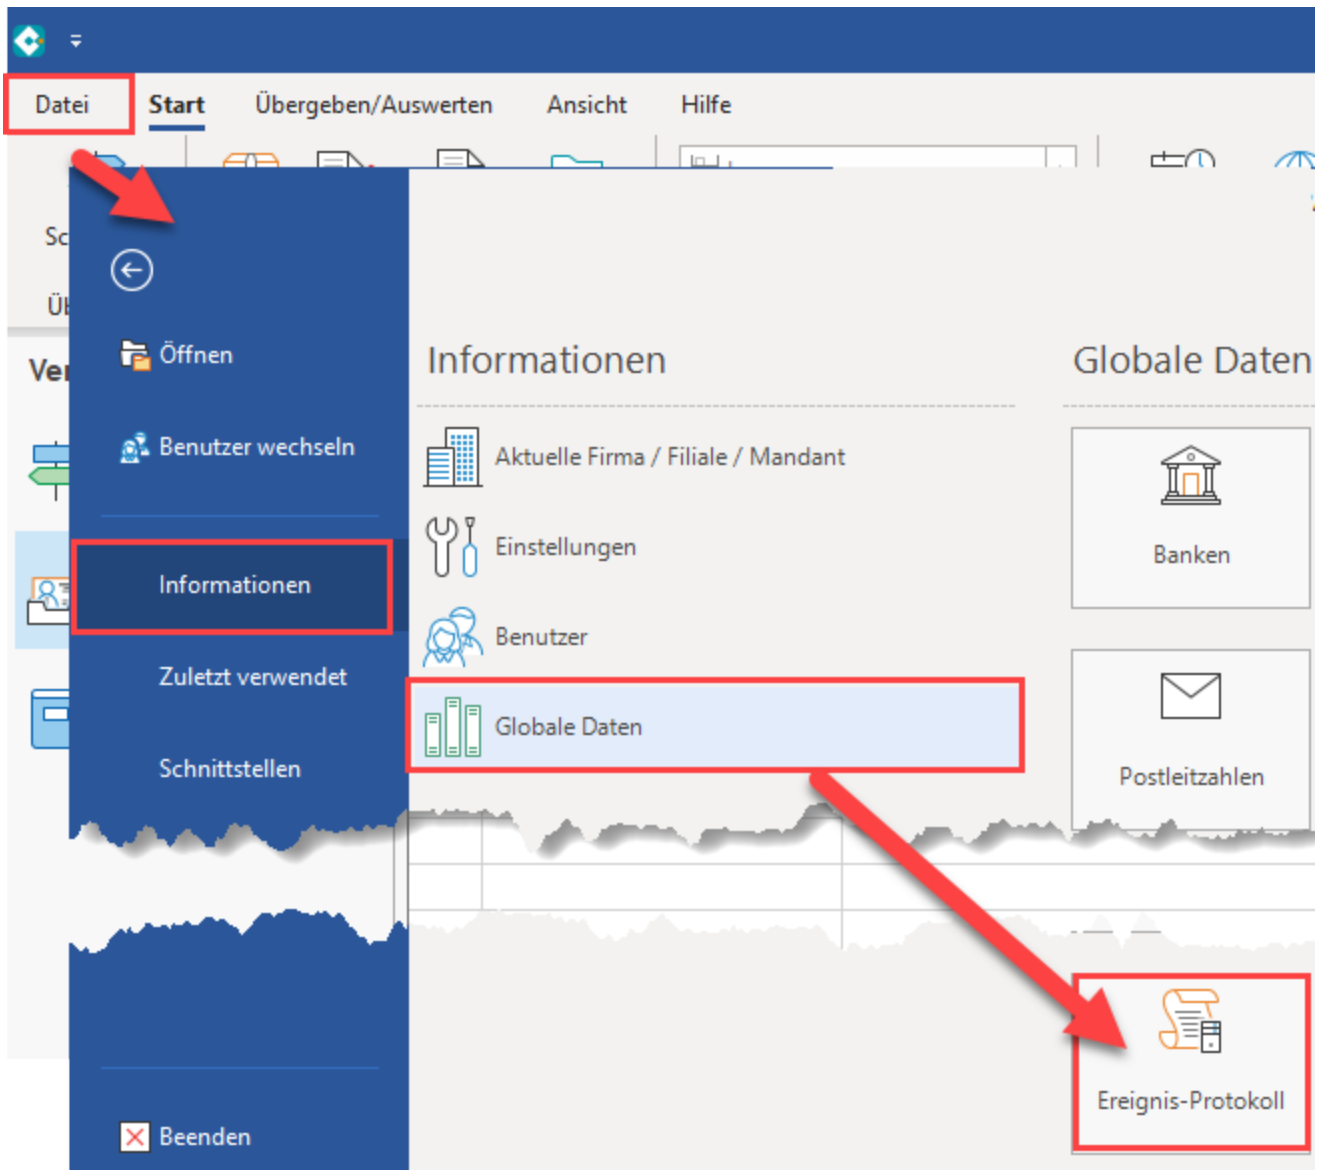 Datei Start Übergeben/Auswerten Ansicht Hilfe
Öffnen
Benutzer wechseln
Informationen
Zuletzt verwendet
Schnittstellen
Beenden
Informationen
Aktuelle Firma / Filiale / Mandant
Einstellungen
Benutzer
Globale Daten
Globale Daten
Banken
Postleitzahlen
Ereignis-Protokoll